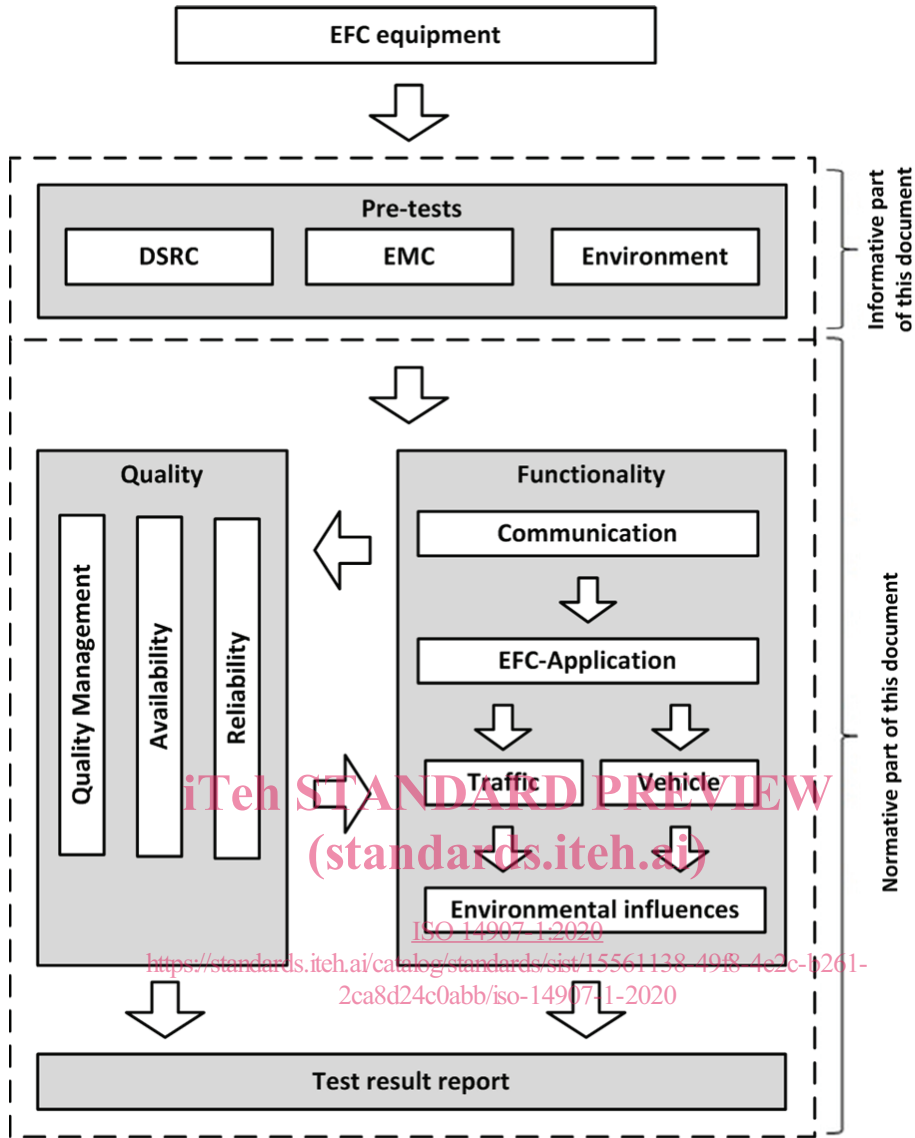 EFC equipment
Pre-tests
DSRC
EMC
Environment
Informative part
of this document
Quality
Quality Management
Availability
Reliability
Functionality
Communication
EFC-Application
Traffic
Vehicle
Environmental influences
Normative part of this document
iTeh STANDARD PREVIEW
(standards.iteh.ai)
ISO 14907-1:2020
https://standards.iteh.ai/catalog/standards/sist/15561138-49f8-4c2c-b261-
2ca8d24c0abb/iso-14907-1-2020
Test result report